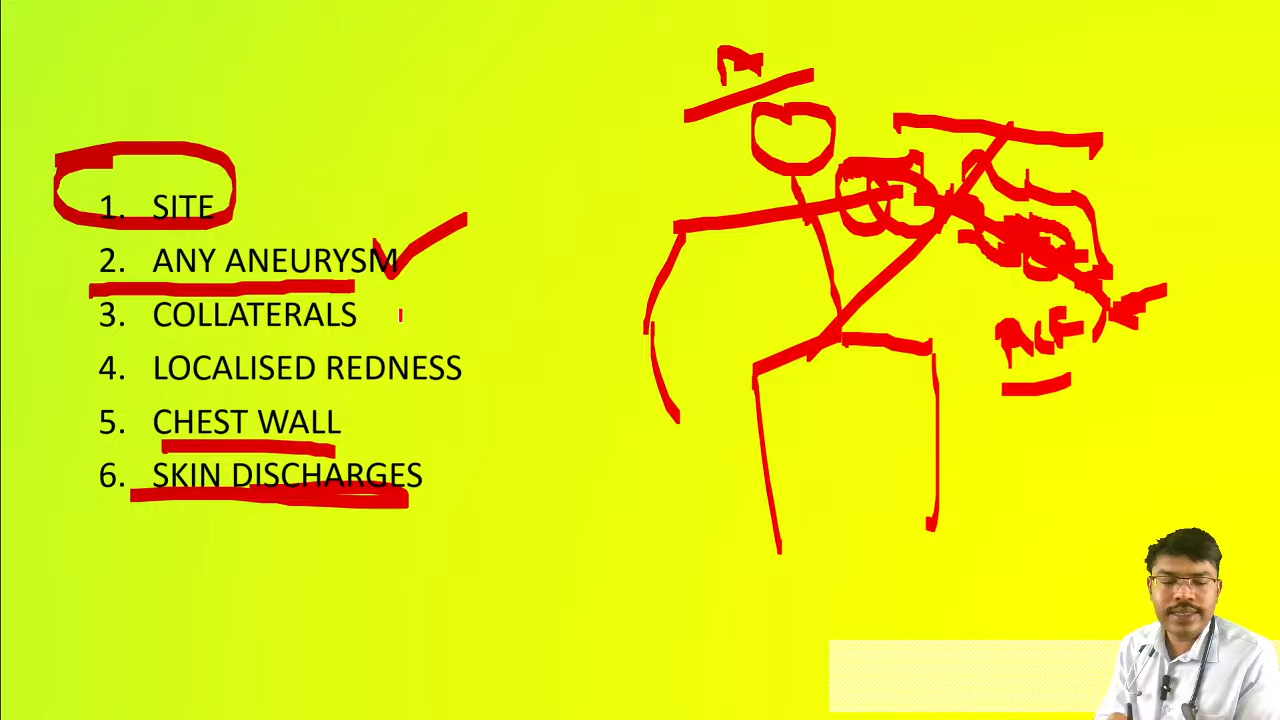 1. SITE
2. ANY ANEURYSM
3. COLLATERALS
4. LOCALISED REDNESS
5. CHEST WALL
6. SKIN DISCHARGES